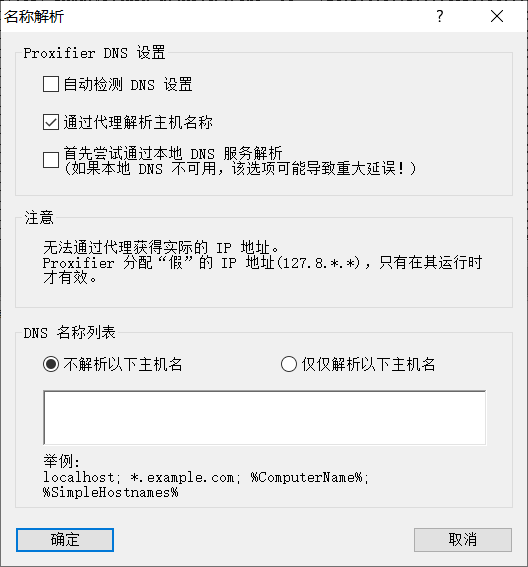 名称解析
?
Proxifier DNS 设置
自动检测 DNS 设置
通过代理解析主机名称
首先尝试通过本地 DNS 服务解析
(如果本地 DNS 不可用，该选项可能导致重大延误！)
注意
无法通过代理获得实际的 IP 地址。
Proxifier 分配“假”的 IP 地址(127.8.*.*)，只有在其运行时
才有效。
DNS 名称列表
不解析以下主机名
仅仅解析以下主机名
举例:
localhost; *.example.com; %ComputerName%;
%SimpleHostnames%
确定
取消